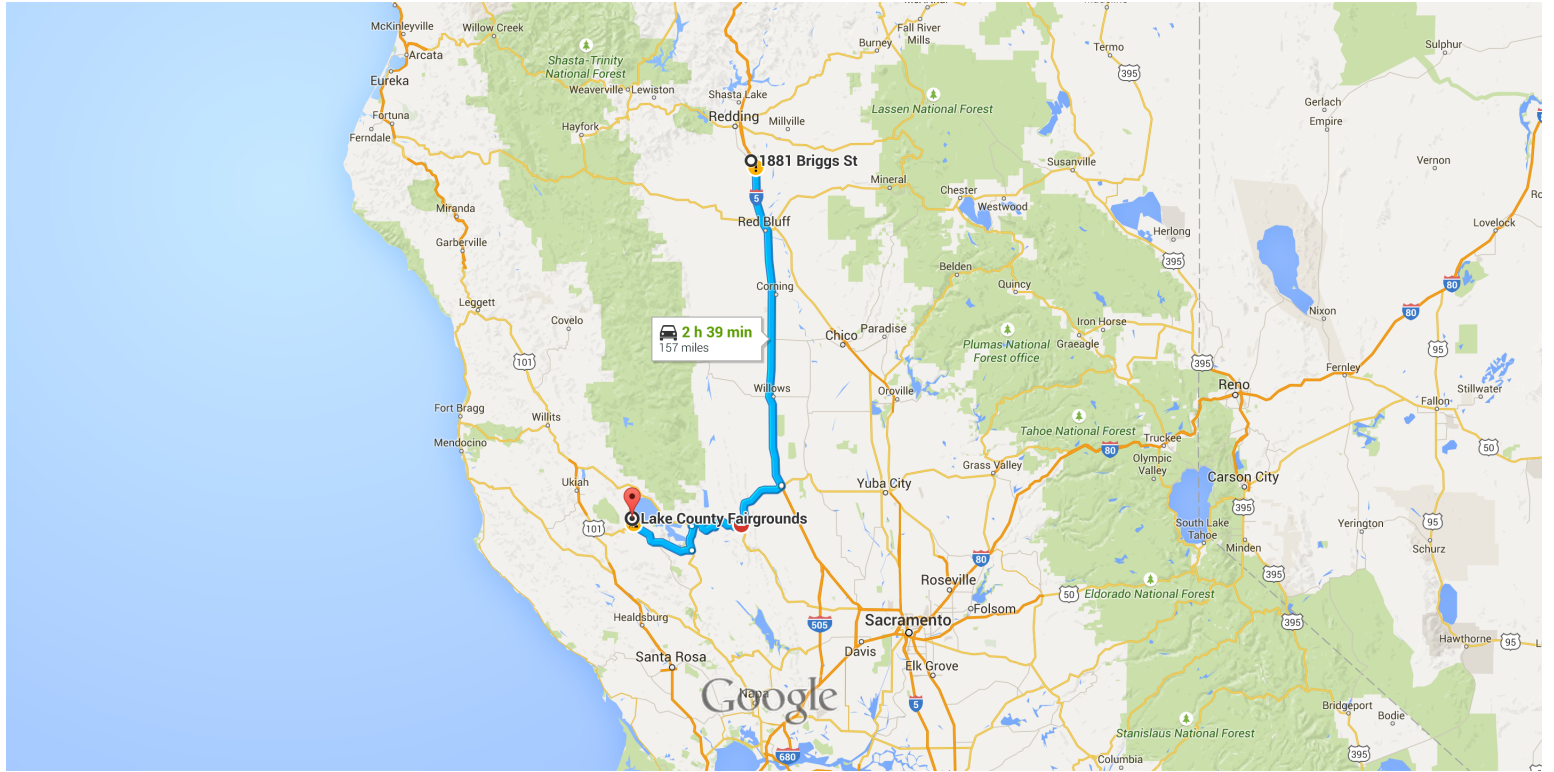 McKinleyville
Willow Creek
Fall River
Mills
Burney
Termo
Sulphur
Arcata
Shasta-Trinity
National Forest
395
Eureka
Weaverville
Lewiston
Shasta Lake
Lassen National Forest
Gerlach
Empire
Fortuna
Redding
Millville
Ferndale
Hayfork
1881 Briggs St
Susanville
Vernon
Mineral
Chester
Westwood
5
Miranda
Red Bluff
Lovelock
Garberville
Herlong
395
Belden
Quincy
80
Corning
Leggett
Nixon
80
Covelo
2 h 39 min
157 miles
Chico
Paradise
Iron Horse
Graeagle
Plumas National
Forest office
101
395
95
Fernley
Reno
Willows
Oroville
Stillwater
Fallon
Fort Bragg
Willits
Tahoe National Forest
Truckee
Mendocino
80
Olympic
Valley
50
Grass Valley
Ukiah
Yuba City
Carson City
395
Lake County Fairgrounds
101
South Lake
Tahoe
Yerington
95
Minden
Schurz
80
395
Roseville
50
Eldorado National Forest
Folsom
Healdsburg
505
Sacramento
395
Hawthorne
95
Davis
Santa Rosa
Elk Grove
Napa
Google
5
Bridgeport
Bodie
Stanislaus National Forest
680
Columbia
395